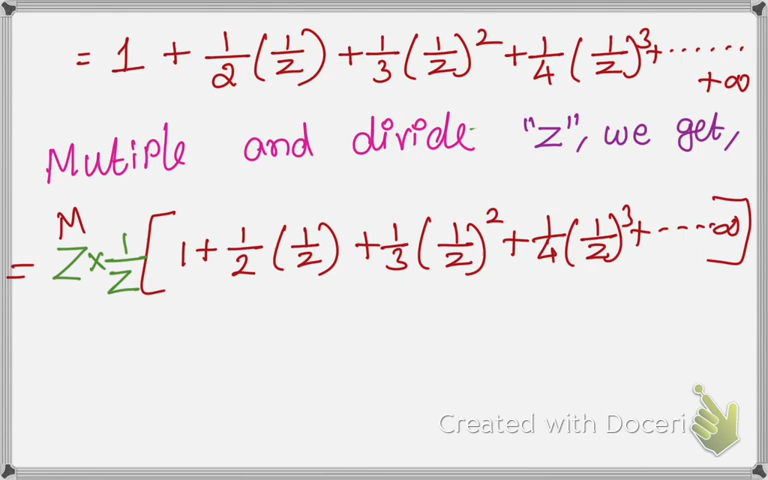 = 1 + 1/2 (1/z) + 1/3 (1/z)^2 + 1/4 (1/z)^3 + ......
+∞
Mutiple and divide "z", we get,
M
= z × 1/z [ 1 + 1/2 (1/z) + 1/3 (1/z)^2 + 1/4 (1/z)^3 + ----∞ ]
Created with Doceri